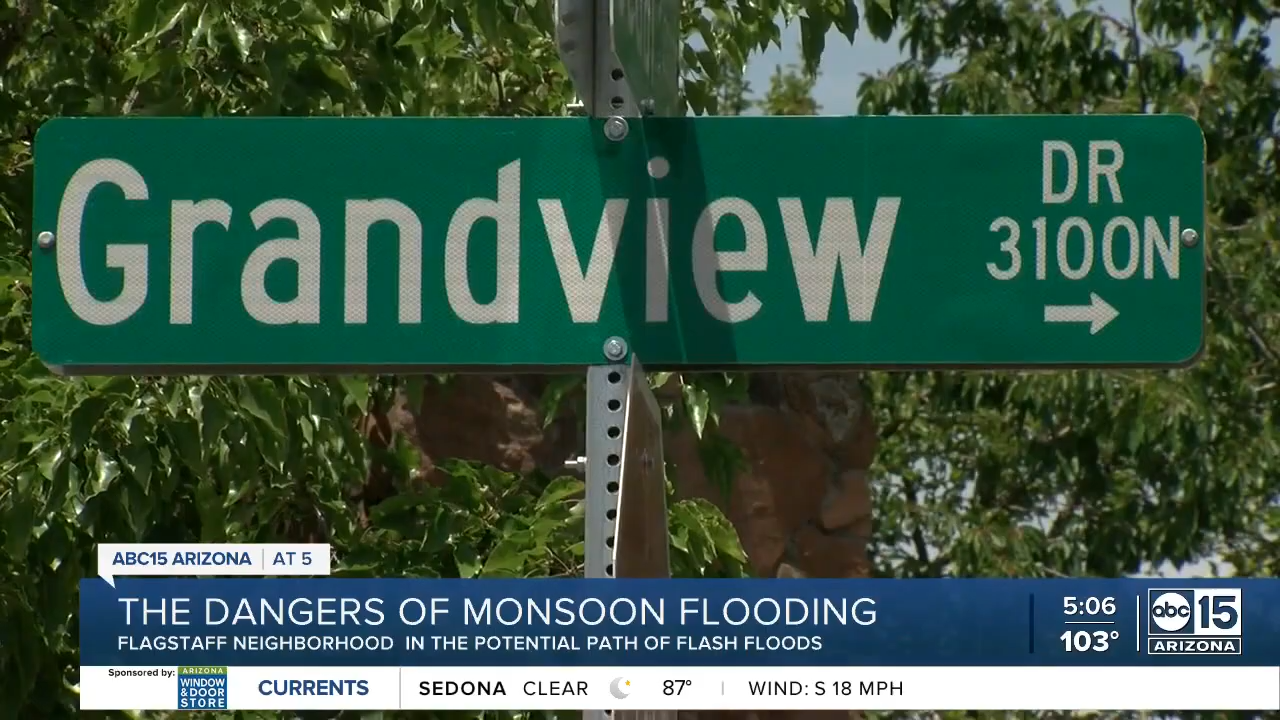 Grandview
DR
3100N
ABC15 ARIZONA AT 5
THE DANGERS OF MONSOON FLOODING
FLAGSTAFF NEIGHBORHOOD IN THE POTENTIAL PATH OF FLASH FLOODS
5:06
103°
abc 15
ARIZONA
Sponsored by:
ARIZONA
WINDOW
&DOOR
STORE
CURRENTS
SEDONA CLEAR 87° WIND: S 18 MPH